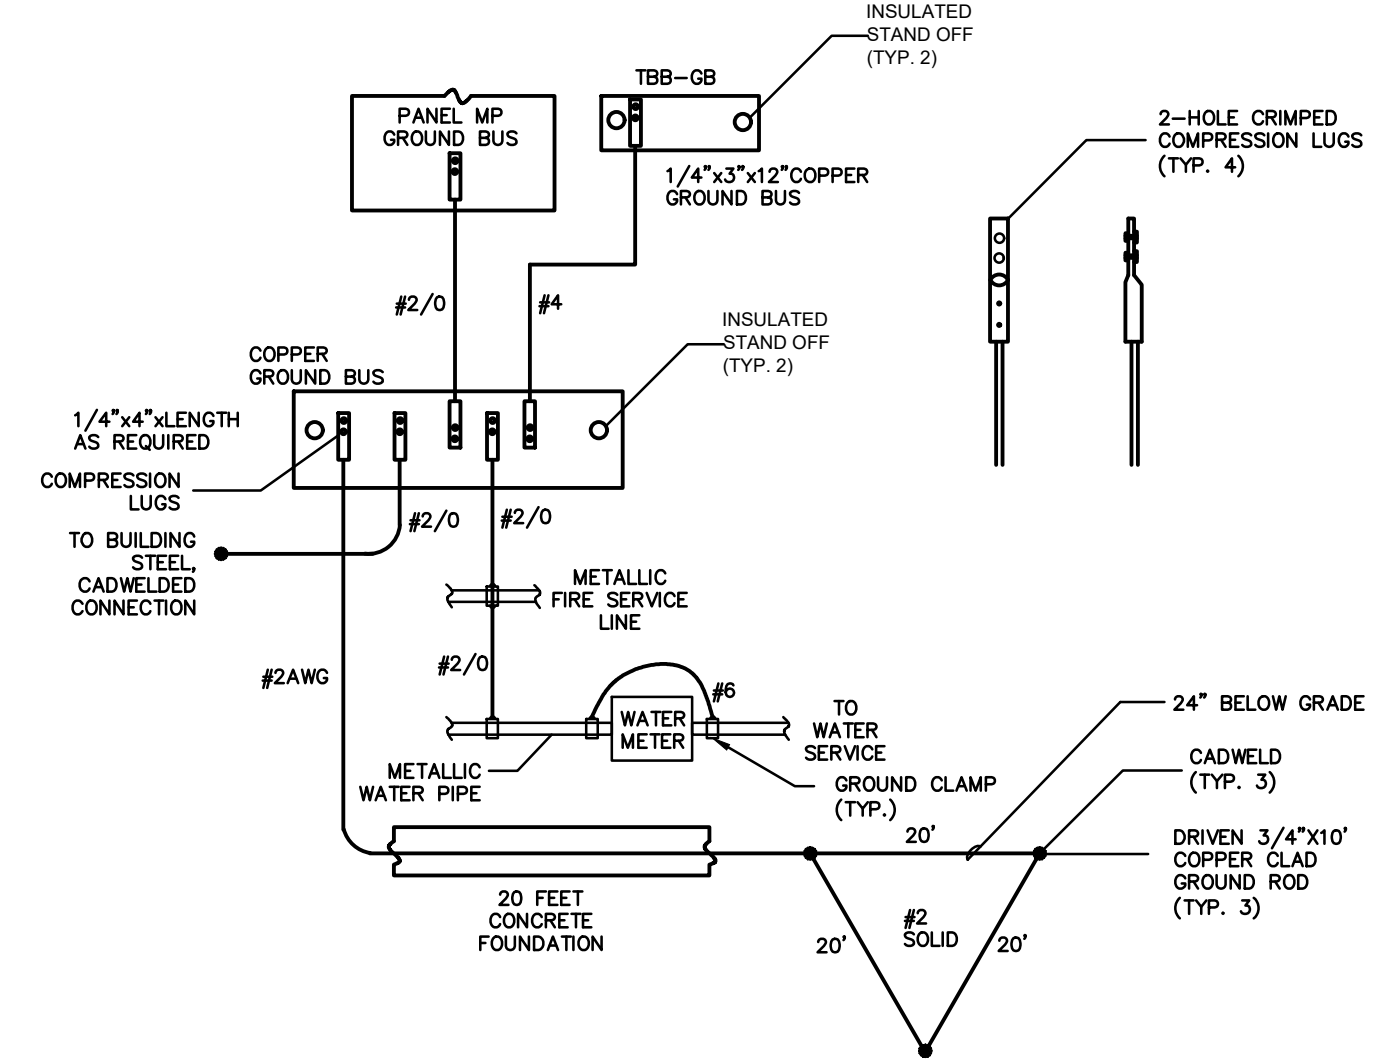 INSULATED
STAND OFF
(TYP. 2)
TBB-GB
PANEL MP
GROUND BUS
1/4"x3"x12"COPPER
GROUND BUS
2-HOLE CRIMPED
COMPRESSION LUGS
(TYP. 4)
#2/0
#4
INSULATED
STAND OFF
(TYP. 2)
COPPER
GROUND BUS
1/4"x4"xLENGTH
AS REQUIRED
COMPRESSION
LUGS
#2/0
#2/0
TO BUILDING
STEEL,
CADWELDED
CONNECTION
METALLIC
FIRE SERVICE
LINE
#2AWG
#2/0
#6
WATER
METER
TO
WATER
SERVICE
METALLIC
WATER PIPE
GROUND CLAMP
(TYP.)
24" BELOW GRADE
CADWELD
(TYP. 3)
20'
DRIVEN 3/4"X10'
COPPER CLAD
GROUND ROD
(TYP. 3)
20 FEET
CONCRETE
FOUNDATION
#2
SOLID
20'
20'